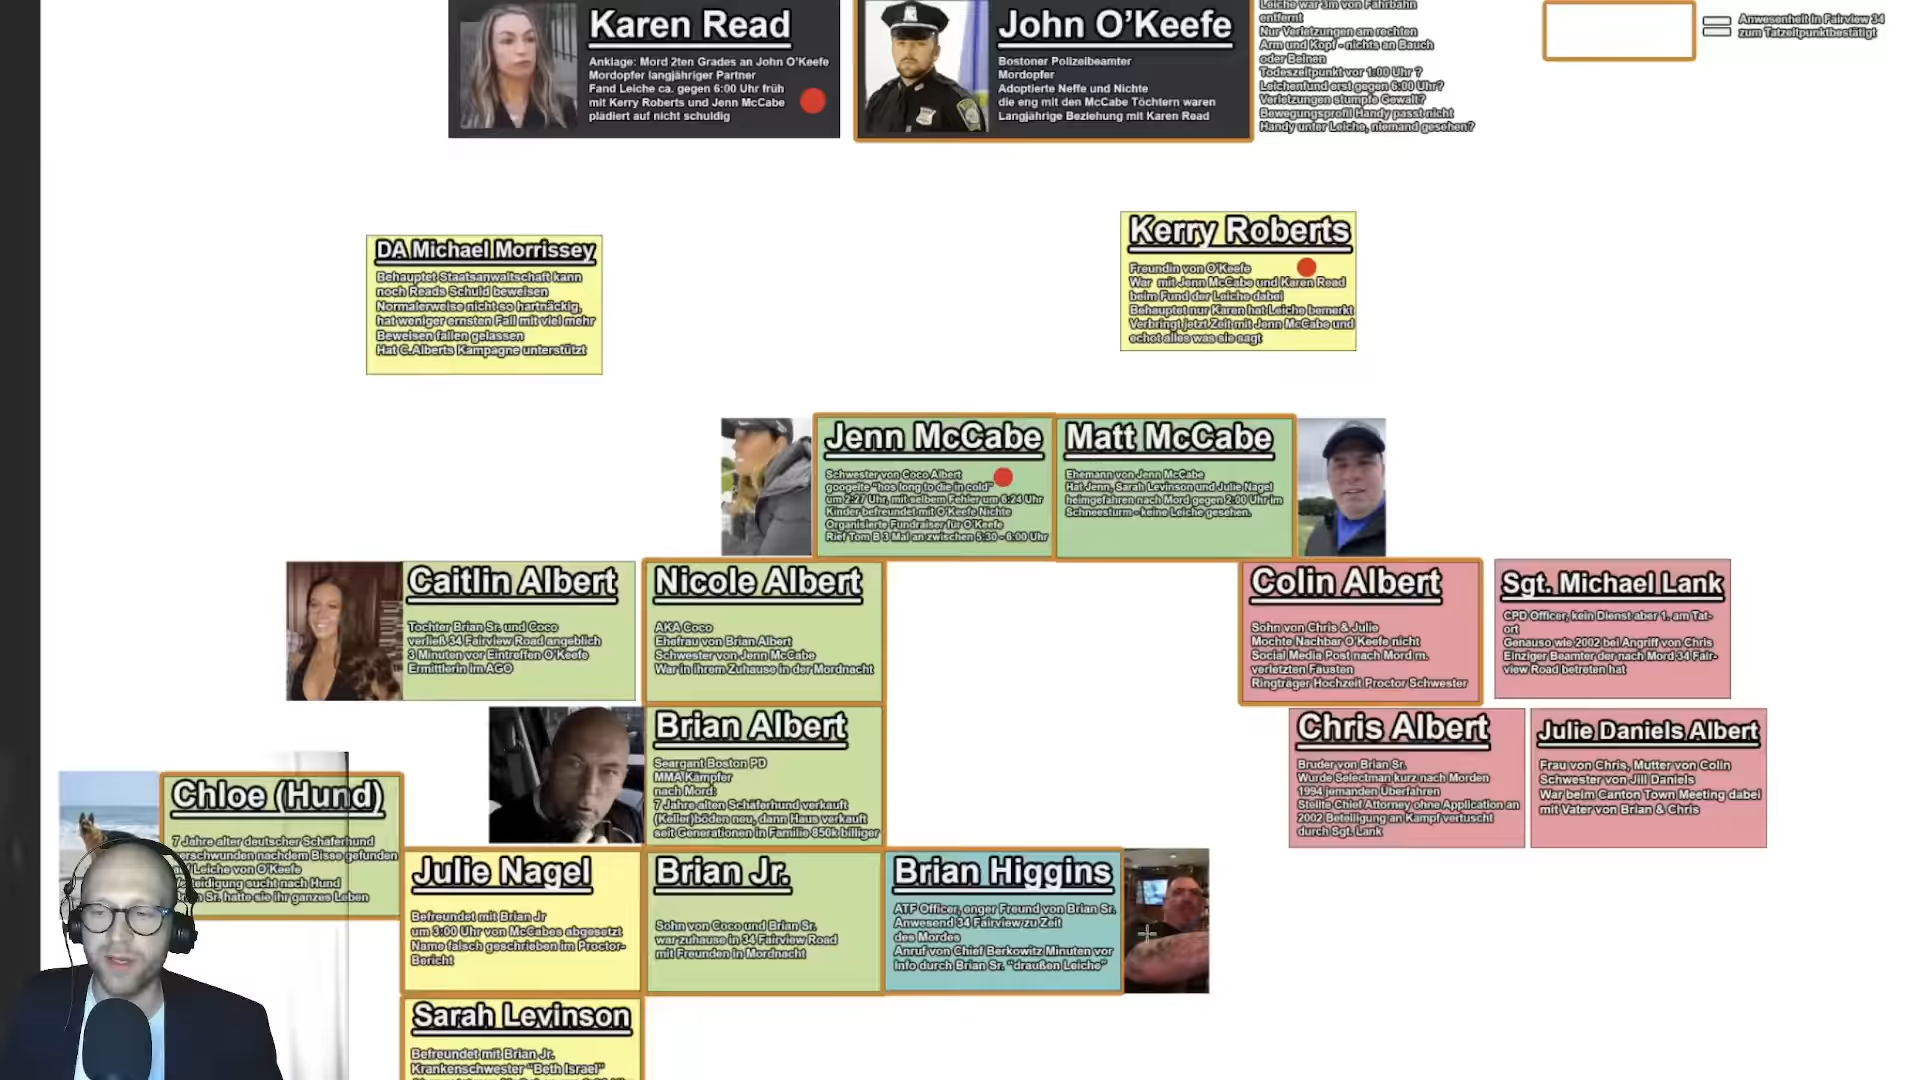 Karen Read
Anklage: Mord 2ten Grades an John O'Keefe
Mordopfer langjähriger Partner
Fand Leiche ca. gegen 6:00 Uhr früh
mit Kerry Roberts und Jenn McCabe
plädiert auf nicht schuldig
John O'Keefe
Bostoner Polizeibeamter
Mordopfer
Adoptierte Neffe und Nichte
die eng mit den McCabe Töchtern waren
Langjährige Beziehung mit Karen Read
Leiche war 3m von Fahrbahn
entfernt
Nur Verletzungen am rechten
Arm und Kopf - nichts an Bauch
oder Beinen
Todeszeitpunkt vor 1:00 Uhr ?
Leichenfund erst gegen 6:00 Uhr?
Verletzungen stumpfe Gewalt?
Bewegungsprofil Handy passt nicht
Handy unter Leiche, niemand gesehen?
Anwesenheit in Fairview 34
zum Tatzeitpunktbestätigt
DA Michael Morrissey
Behauptet Staatsanwaltschaft kann
noch Reads Schuld beweisen
Normalerweise nicht so hartnäckig,
hat weniger ernsten Fall mit viel mehr
Beweisen fallen gelassen
Hat C.Alberts Kampagne unterstützt
Kerry Roberts
Freundin von O'Keefe
War mit Jenn McCabe und Karen Read
beim Fund der Leiche dabei
Behauptet nur Karen hat Leiche bemerkt
Verbringt jetzt Zeit mit Jenn McCabe und
echot alles was sie sagt
Jenn McCabe
Schwester von Coco Albert
googelte "hos long to die in cold"
um 2:27 Uhr, mit selbem Fehler um 6:24 Uhr
Kinder befreundet mit O'Keefe Nichte
Organisierte Fundraiser für O'Keefe
Rief Tom B 3 Mal an zwischen 5:30 - 6:00 Uhr
Matt McCabe
Ehemann von Jenn McCabe
Hat Jenn, Sarah Levinson und Julie Nagel
heimgefahren nach Mord gegen 2:00 Uhr im
Schneesturm - keine Leiche gesehen.
Caitlin Albert
Tochter Brian Sr. und Coco
verließ 34 Fairview Road angeblich
3 Minuten vor Eintreffen O'Keefe
Ermittlerin im AGO
Nicole Albert
AKA Coco
Ehefrau von Brian Albert
Schwester von Jenn McCabe
War in ihrem Zuhause in der Mordnacht
Colin Albert
Sohn von Chris & Julie
Mochte Nachbar O'Keefe nicht
Social Media Post nach Mord m.
verletzten Fäusten
Ringträger Hochzeit Proctor Schwester
Sgt. Michael Lank
CPD Officer, kein Dienst aber 1. am Tat-
ort
Genauso wie 2002 bei Angriff von Chris
Einziger Beamter der nach Mord 34 Fair-
view Road betreten hat
Brian Albert
Seargant Boston PD
MMA Kämpfer
nach Mord:
7 Jahre alten Schäferhund verkauft
(Keller)böden neu, dann Haus verkauft
seit Generationen in Familie 850k billiger
Chris Albert
Bruder von Brian Sr.
Wurde Selectman kurz nach Morden
1994 jemanden Überfahren
Stellte Chief Attorney ohne Application an
2002 Beteiligung an Kampf vertuscht
durch Sgt. Lank
Julie Daniels Albert
Frau von Chris, Mutter von Colin
Schwester von Jill Daniels
War beim Canton Town Meeting dabei
mit Vater von Brian & Chris
Chloe (Hund)
7 Jahre alter deutscher Schäferhund
verschwunden nachdem Bisse gefunden
Leiche von O'Keefe
sucht nach Hund
Sr. hatte sie ihr ganzes Leben
Julie Nagel
Befreundet mit Brian Jr
um 3:00 Uhr von McCabes abgesetzt
Name falsch geschrieben im Proctor-
Bericht
Brian Jr.
Sohn von Coco und Brian Sr.
war zuhause in 34 Fairview Road
mit Freunden in Mordnacht
Brian Higgins
ATF Officer, enger Freund von Brian Sr.
Anwesend 34 Fairview zu Zeit
des Mordes
Anruf von Chief Berkowitz Minuten vor
Info durch Brian Sr. "draußen Leiche"
Sarah Levinson
Befreundet mit Brian Jr.
Krankenschwester "Beth Israel"